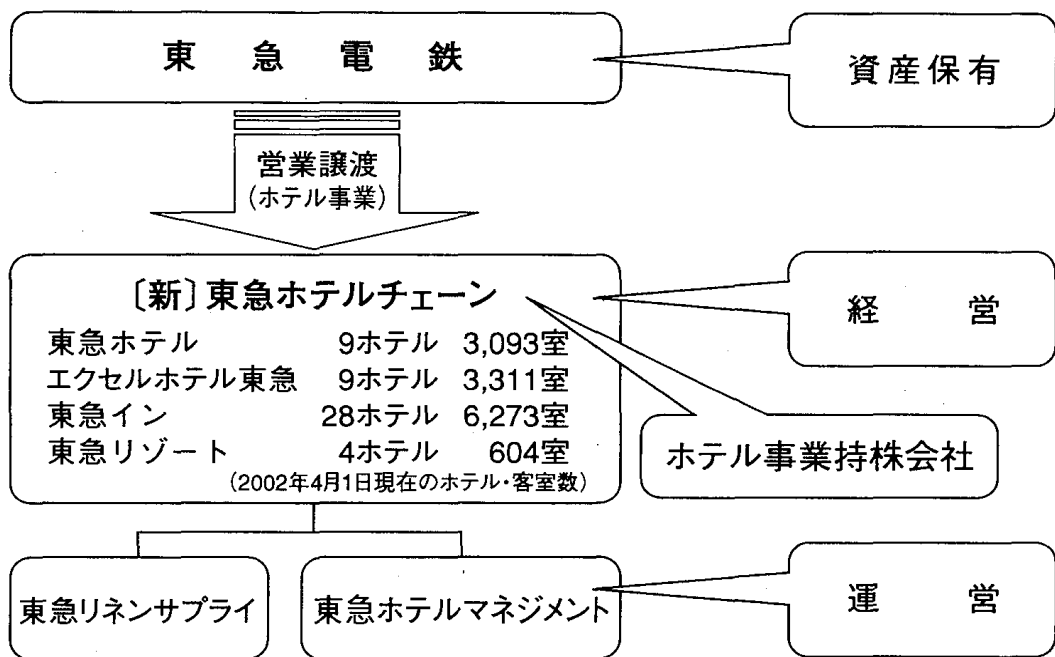 東急電鉄
資産保有
営業譲渡
(ホテル事業)
〔新〕東急ホテルチェーン
東急ホテル 9ホテル 3,093室
エクセルホテル東急 9ホテル 3,311室
東急イン 28ホテル 6,273室
東急リゾート 4ホテル 604室
(2002年4月1日現在のホテル・客室数)
経営
ホテル事業持株会社
東急リネンサプライ
東急ホテルマネジメント
運営